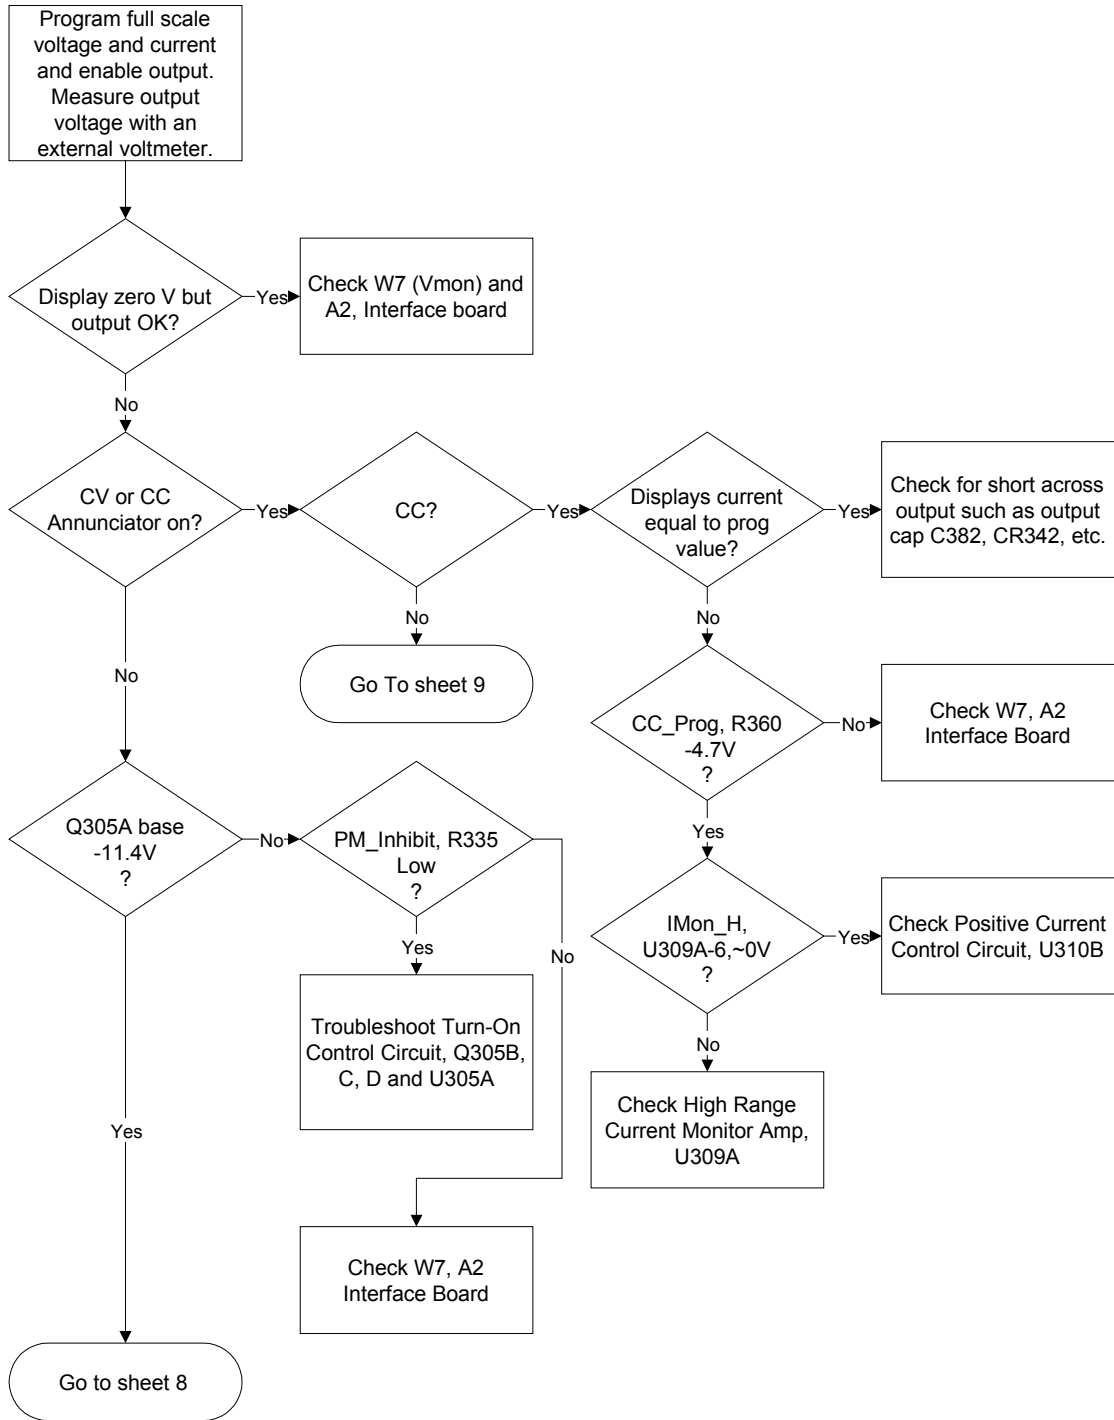 Program full scale
voltage and current
and enable output.
Measure output
voltage with an
external voltmeter.
Display zero V but
output OK?
Yes
Check W7 (Vmon) and
A2, Interface board
No
CV or CC
Annunciator on?
Yes
CC?
Yes
Displays current
equal to prog
value?
Yes
Check for short across
output such as output
cap C382, CR342, etc.
No
No
No
Go To sheet 9
CC_Prog, R360
-4.7V
?
No
Check W7, A2
Interface Board
Yes
Q305A base
-11.4V
?
No
PM_Inhibit, R335
Low
?
Yes
No
IMon_H,
U309A-6,~0V
?
Yes
Check Positive Current
Control Circuit, U310B
No
Troubleshoot Turn-On
Control Circuit, Q305B,
C, D and U305A
Check High Range
Current Monitor Amp,
U309A
Yes
Check W7, A2
Interface Board
Go to sheet 8